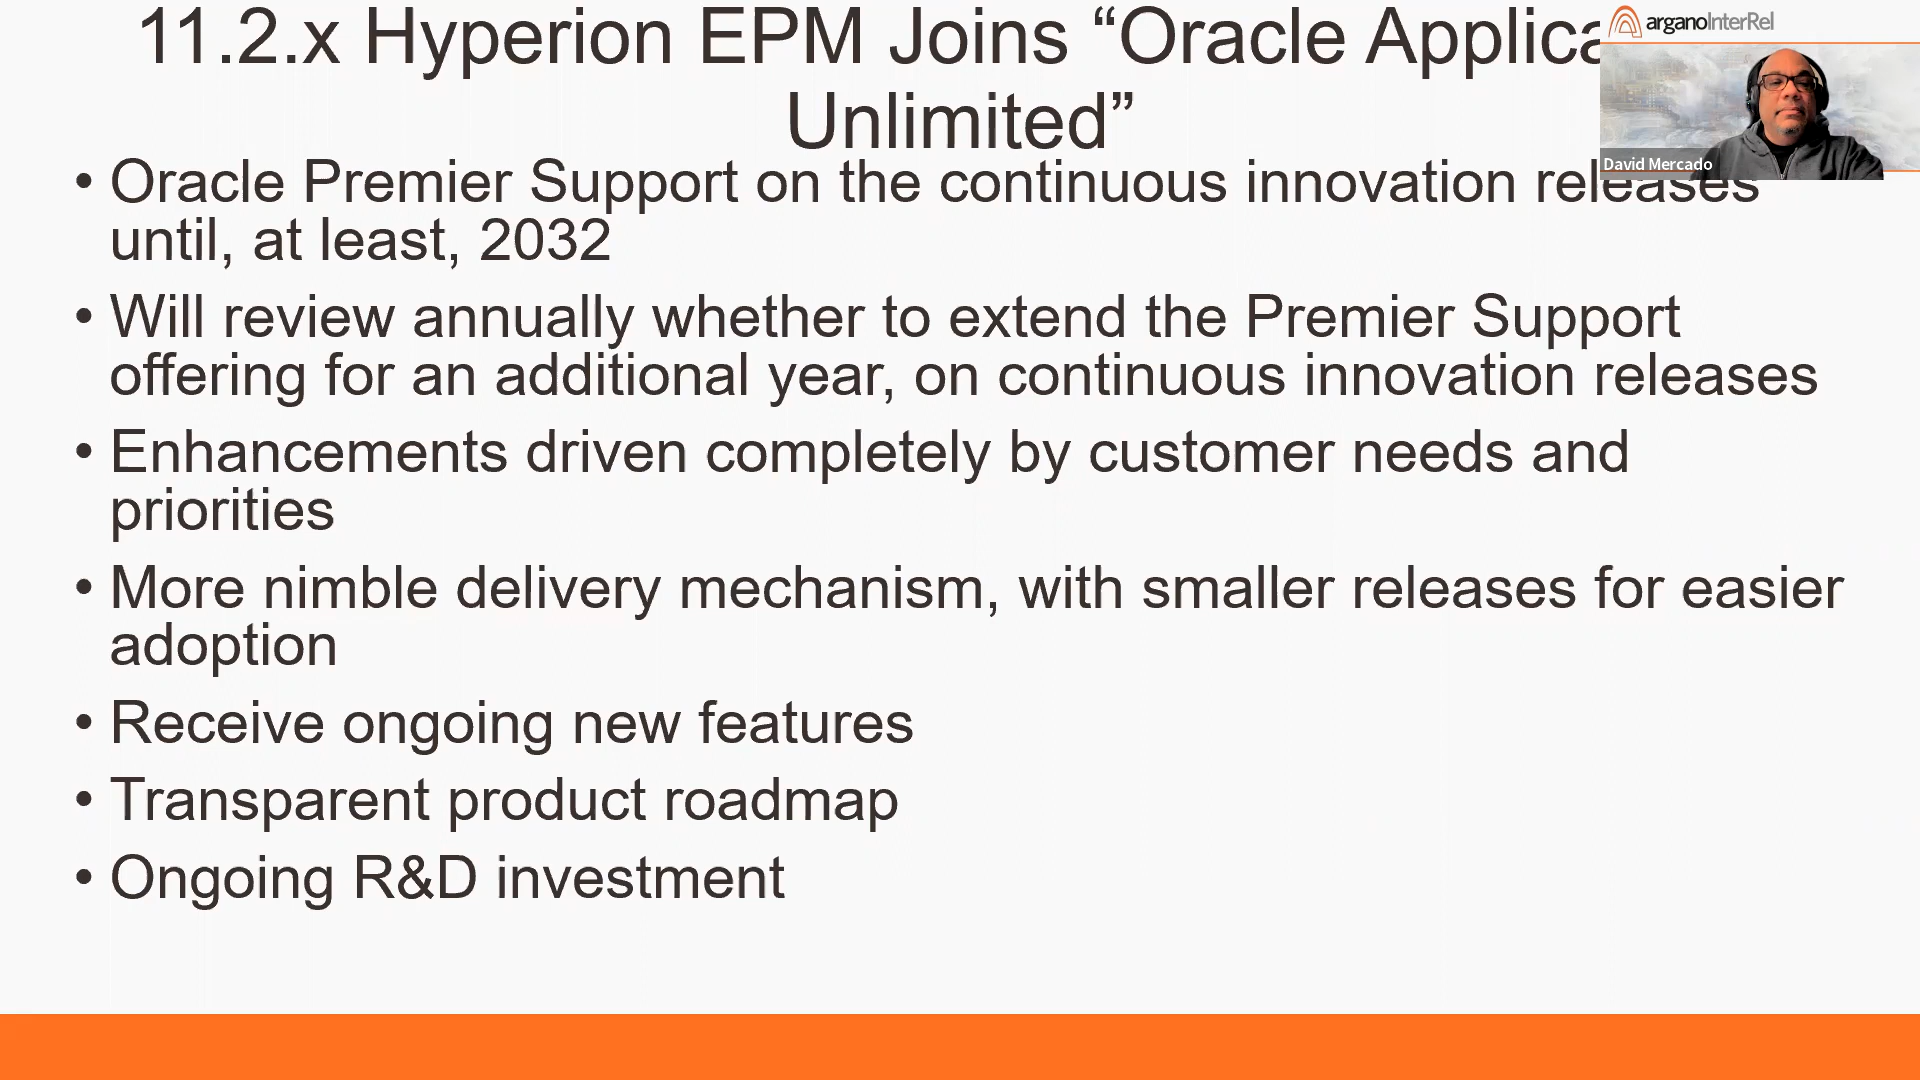 11.2.x Hyperion EPM Joins “Oracle Applica
Unlimited”
• Oracle Premier Support on the continuous innovation releases
until, at least, 2032
• Will review annually whether to extend the Premier Support
offering for an additional year, on continuous innovation releases
• Enhancements driven completely by customer needs and
priorities
• More nimble delivery mechanism, with smaller releases for easier
adoption
• Receive ongoing new features
• Transparent product roadmap
• Ongoing R&D investment
arganoInterRel
David Mercado